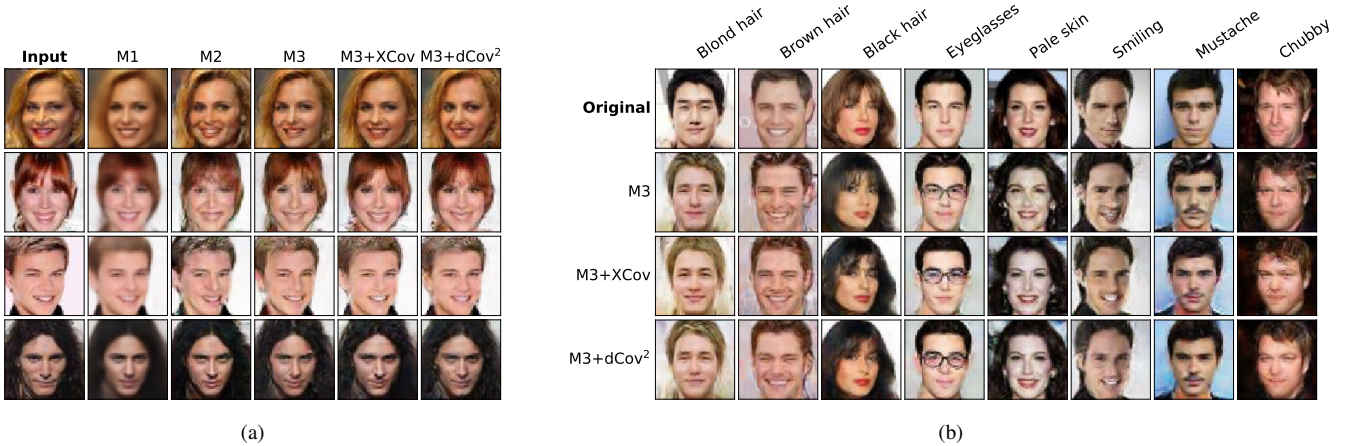 Input M1 M2 M3 M3+XCov M3+dCov²
(a)
Blond hair Brown hair Black hair Eyeglasses Pale skin Smiling Mustache Chubby
Original
M3
M3+XCov
M3+dCov²
(b)